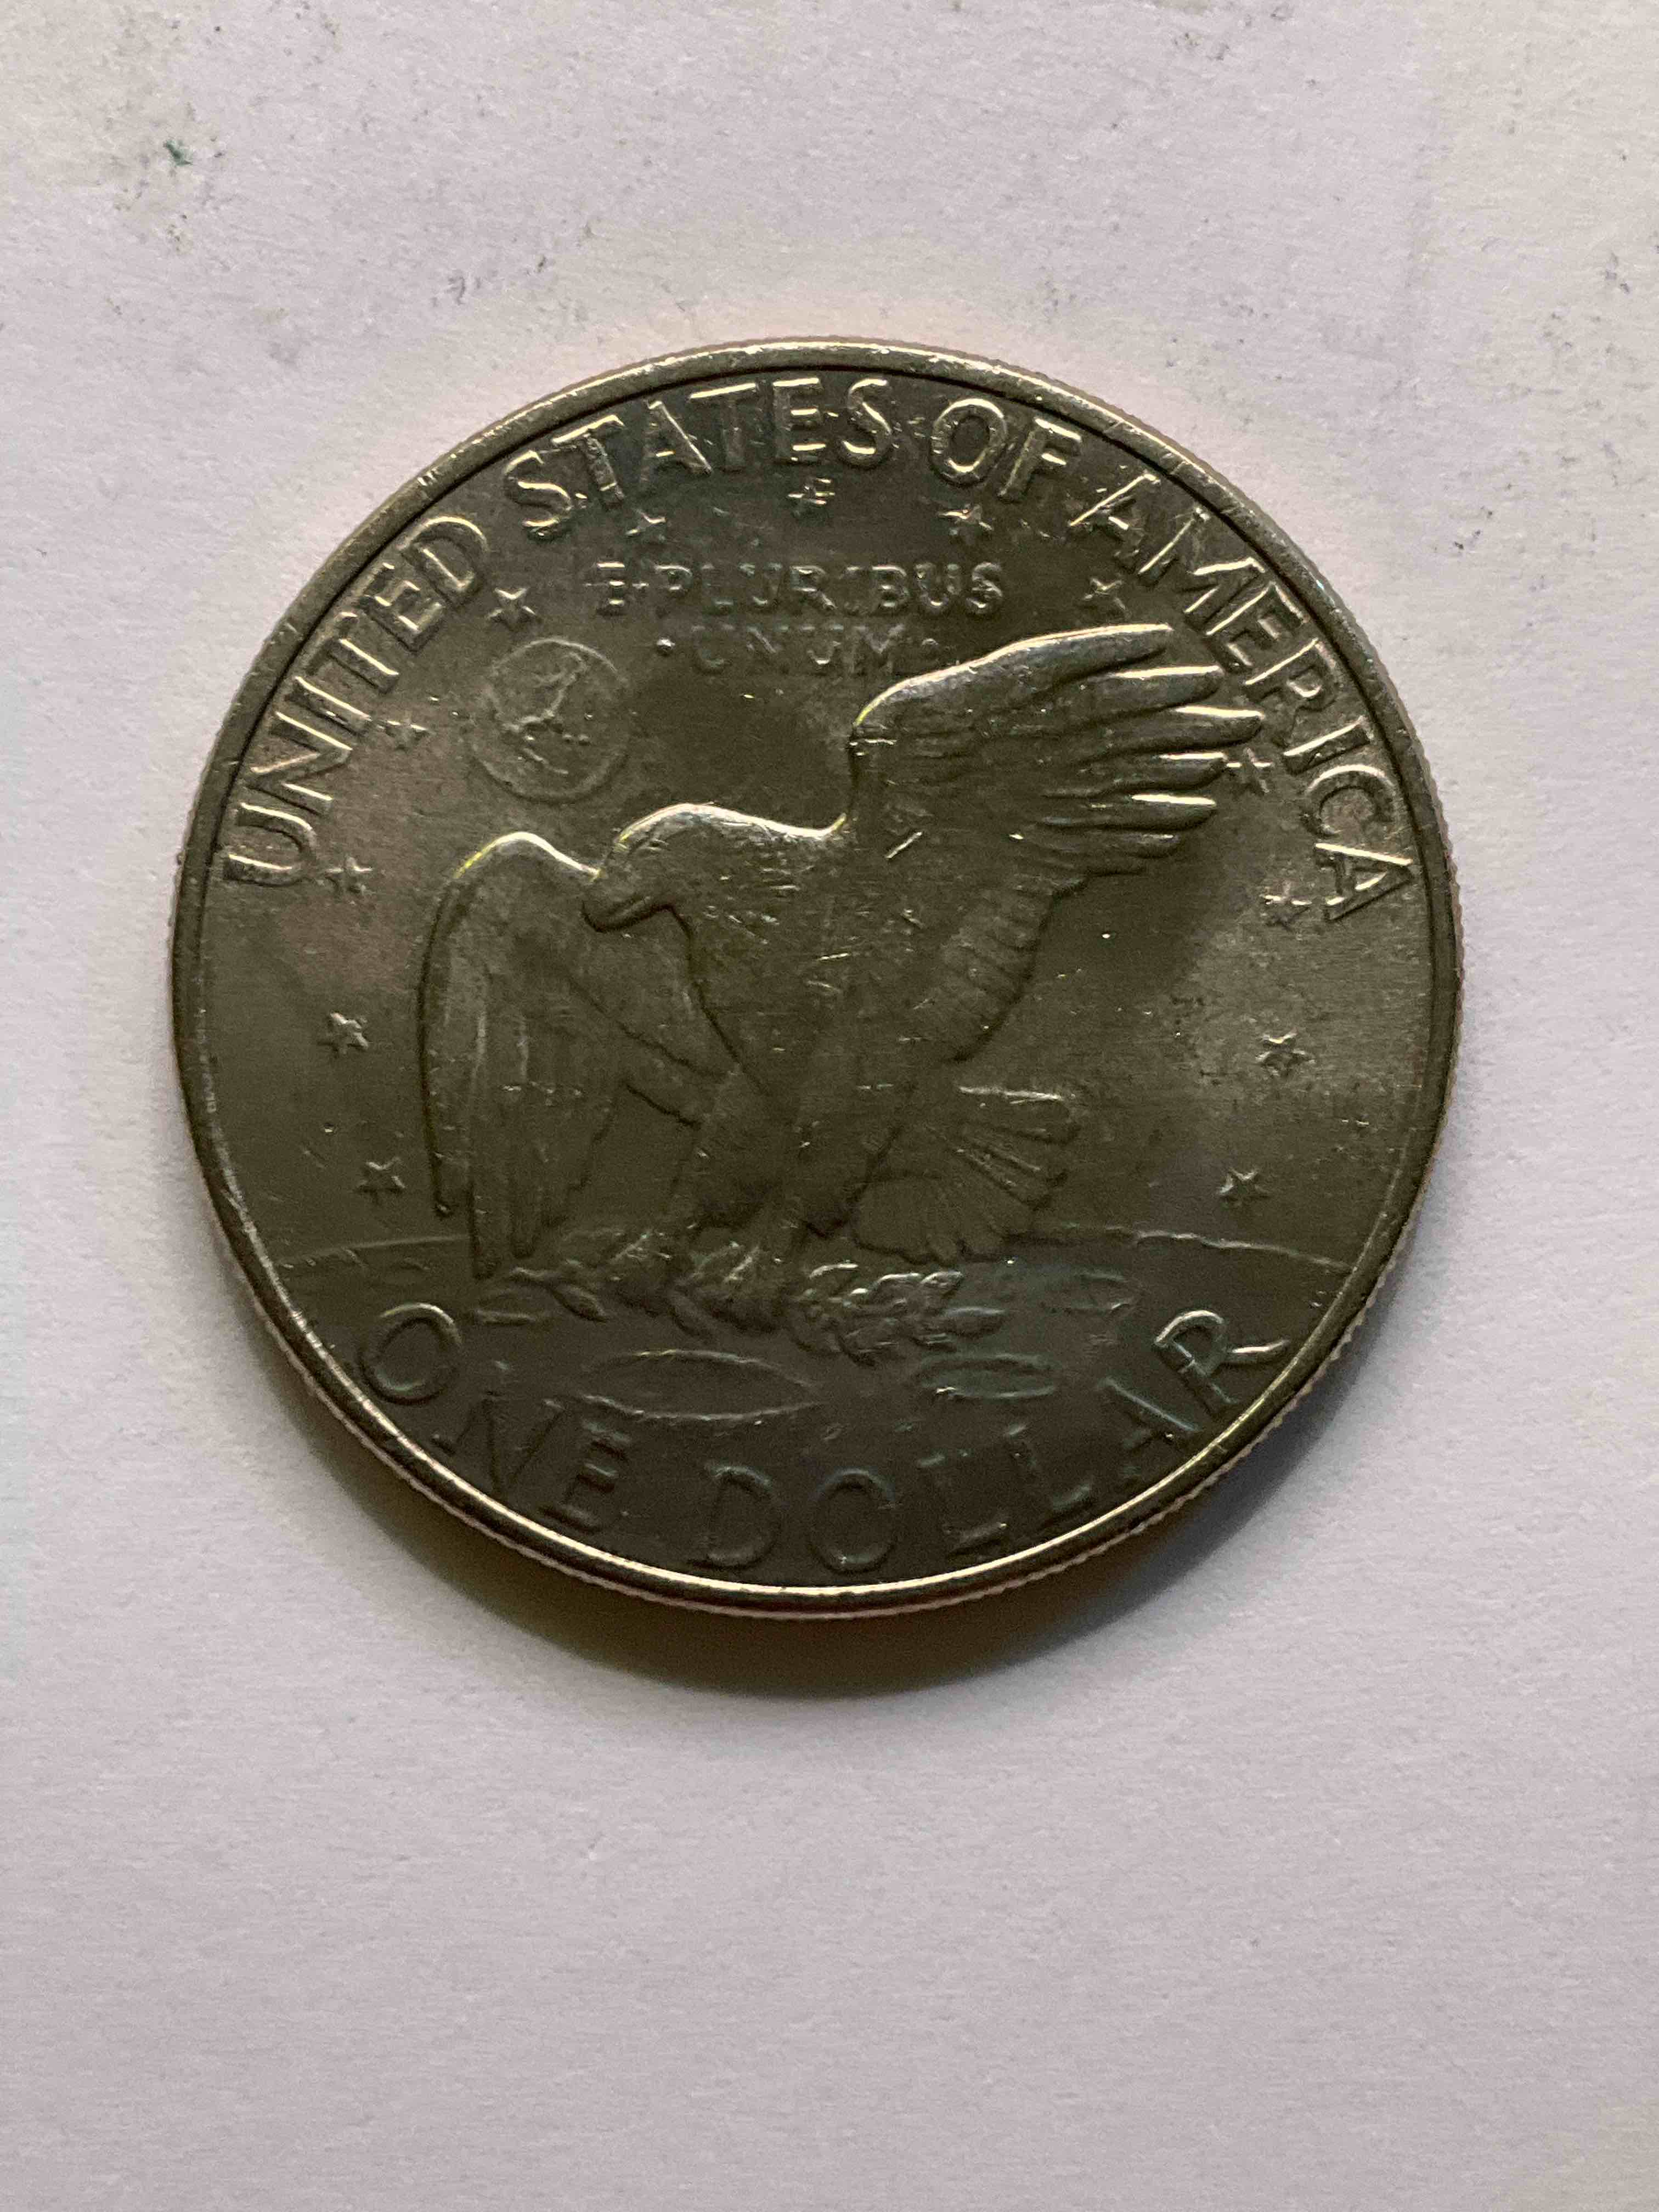 UNITED STATES OF AMERICA
E·PLURIBUS
·UNUM·
ONE DOLLAR